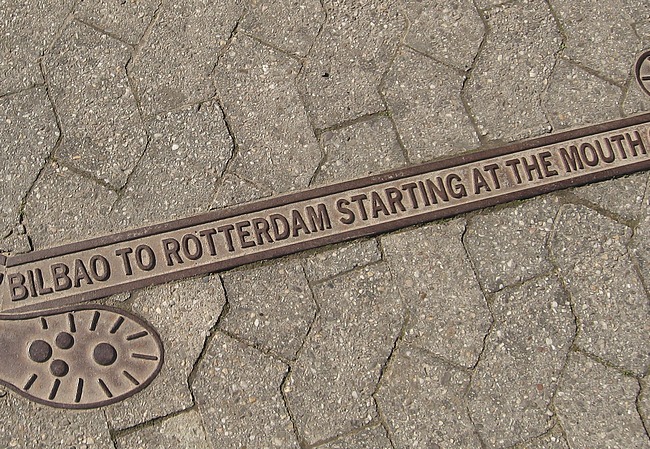 BILBAO TO ROTTERDAM STARTING AT THE MOUTH